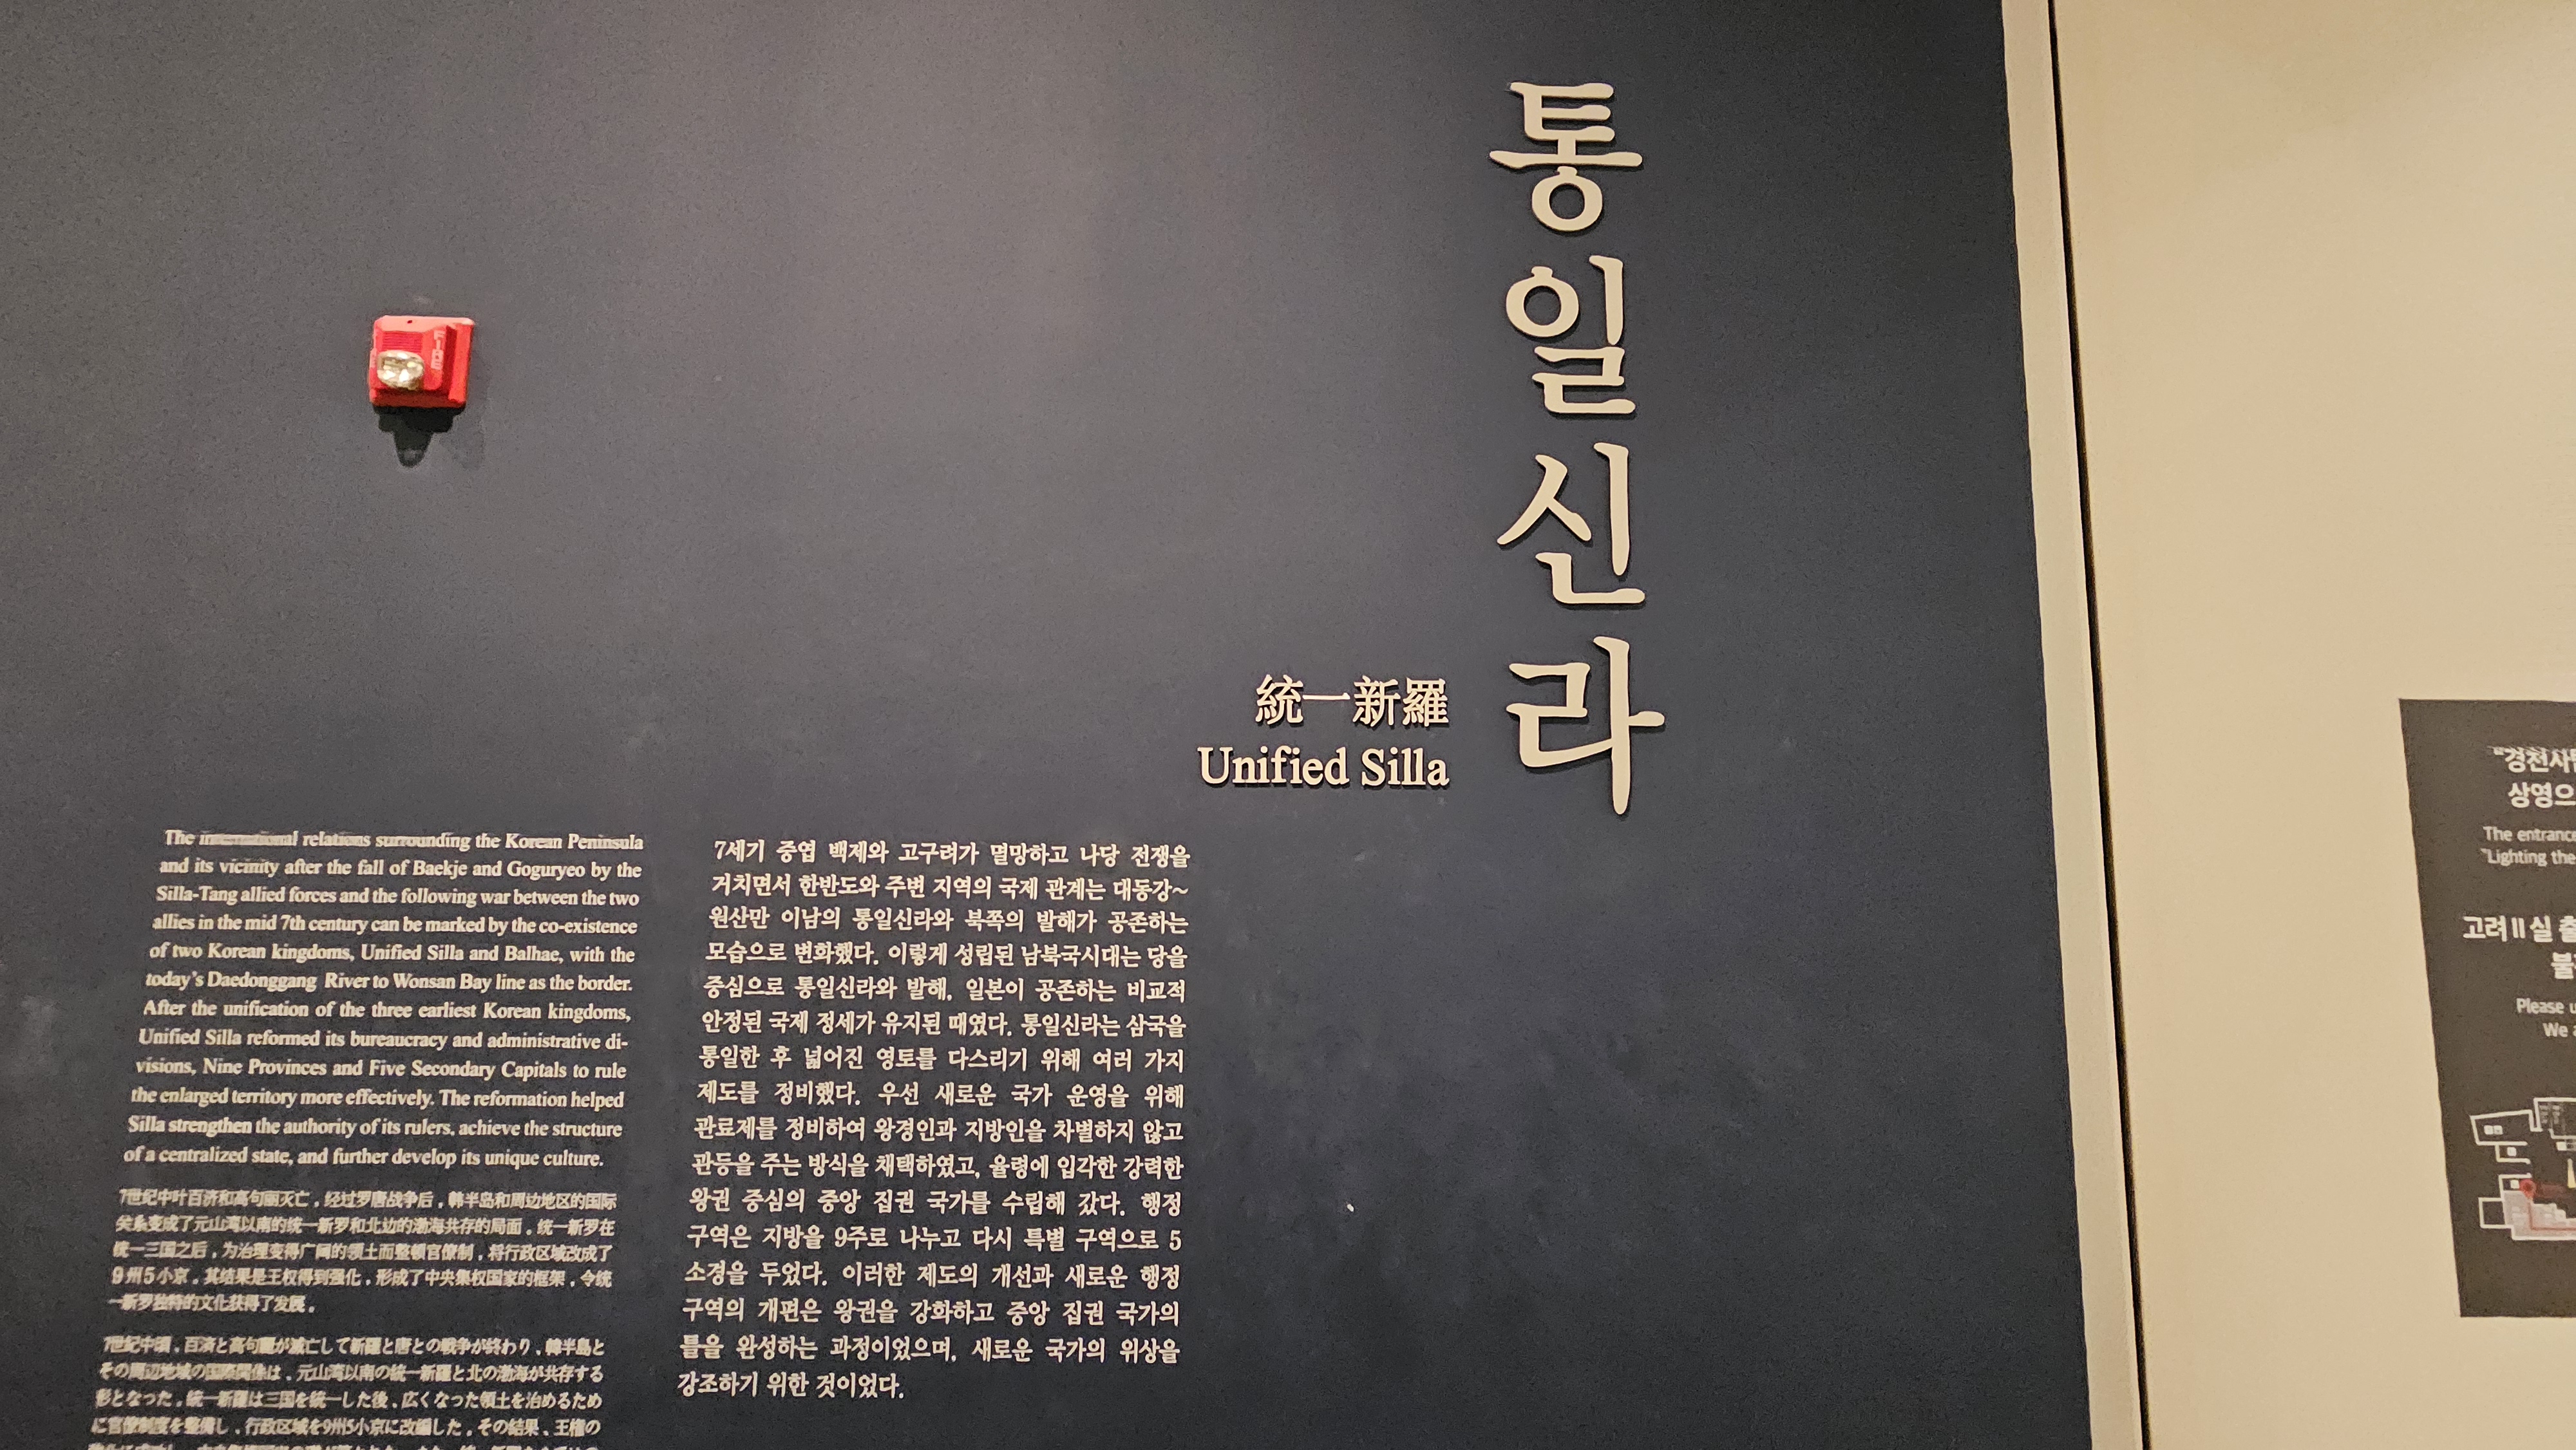 통일신라
統一新羅
Unified Silla
FIRE
The international relations surrounding the Korean Peninsula
and its vicinity after the fall of Baekje and Goguryeo by the
Silla-Tang allied forces and the following war between the two
allies in the mid 7th century can be marked by the co-existence
of two Korean kingdoms, Unified Silla and Balhae, with the
today's Daedonggang River to Wonsan Bay line as the border.
After the unification of the three earliest Korean kingdoms,
Unified Silla reformed its bureaucracy and administrative di-
visions, Nine Provinces and Five Secondary Capitals to rule
the enlarged territory more effectively. The reformation helped
Silla strengthen the authority of its rulers, achieve the structure
of a centralized state, and further develop its unique culture.
7世纪中叶百济和高句丽灭亡，经过罗唐战争后，韩半岛和周边地区的国际
关系变成了元山湾以南的统一新罗和北边的渤海共存的局面。统一新罗在
统一三国之后，为治理变得广阔的领土而整顿官僚制，将行政区域改成了
9州5小京。其结果是王权得到强化，形成了中央集权国家的框架，令统
一新罗独特的文化获得了发展。
7世紀中頃、百済と高句麗が滅亡して新羅と唐との戦争が終わり、韓半島と
その周辺地域の国際関係は、元山湾以南の統一新羅と北の渤海が共存する
形となった。統一新羅は三国を統一した後、広くなった領土を治めるため
に官僚制度を整備し、行政区域を9州5小京に改編した。その結果、王権の
7세기 중엽 백제와 고구려가 멸망하고 나당 전쟁을
거치면서 한반도와 주변 지역의 국제 관계는 대동강~
원산만 이남의 통일신라와 북쪽의 발해가 공존하는
모습으로 변화했다. 이렇게 성립된 남북국시대는 당을
중심으로 통일신라와 발해, 일본이 공존하는 비교적
안정된 국제 정세가 유지된 때였다. 통일신라는 삼국을
통일한 후 넓어진 영토를 다스리기 위해 여러 가지
제도를 정비했다. 우선 새로운 국가 운영을 위해
관료제를 정비하여 왕경인과 지방인을 차별하지 않고
관등을 주는 방식을 채택하였고, 율령에 입각한 강력한
왕권 중심의 중앙 집권 국가를 수립해 갔다. 행정
구역은 지방을 9주로 나누고 다시 특별 구역으로 5
소경을 두었다. 이러한 제도의 개선과 새로운 행정
구역의 개편은 왕권을 강화하고 중앙 집권 국가의
틀을 완성하는 과정이었으며, 새로운 국가의 위상을
강조하기 위한 것이었다.
"경천사
상영으
The entrance
"Lighting the
고려Ⅱ실 출
불
Please u
We